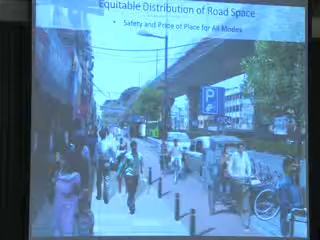 Equitable Distribution of Road Space
• Safety and Pride of Place for All Modes
P